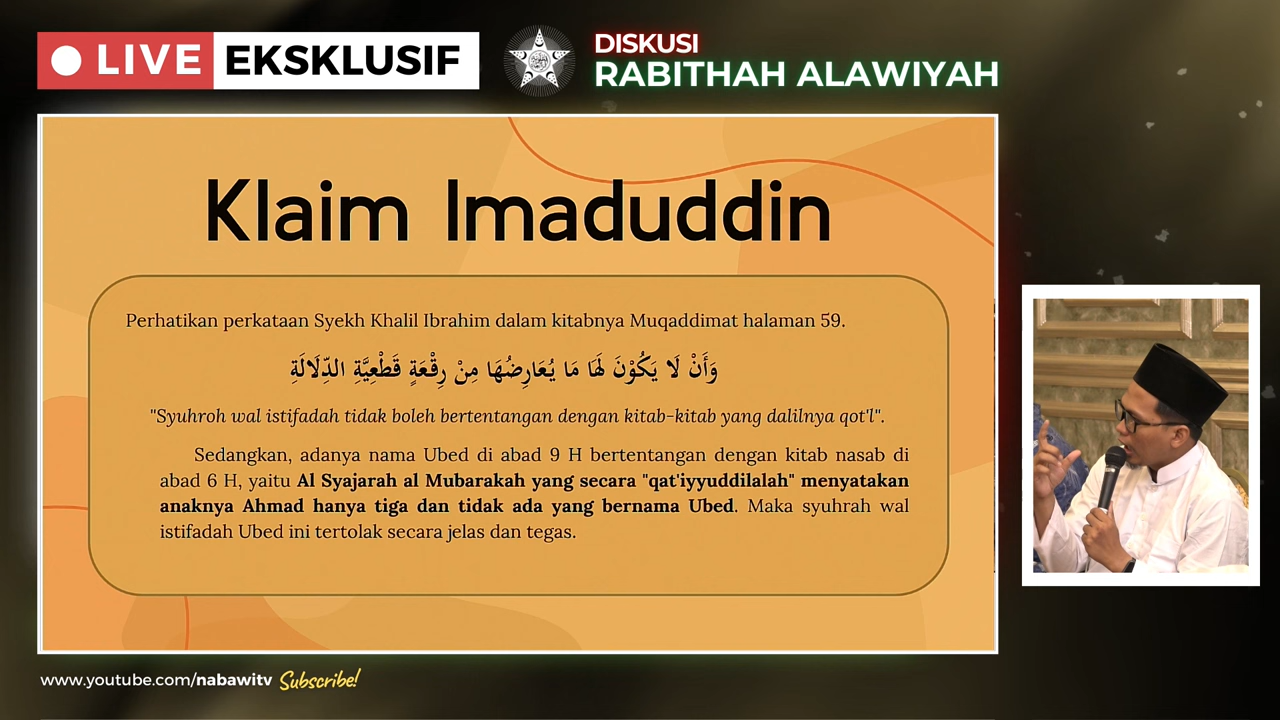 LIVE EKSKLUSIF
DISKUSI
RABITHAH ALAWIYAH
Klaim Imaduddin
Perhatikan perkataan Syekh Khalil Ibrahim dalam kitabnya Muqaddimat halaman 59.
وَأَنْ لَا يَكُوْنَ لَهَا مَا يُعَارِضُهَا مِنْ رِقْعَةٍ قَطْعِيَّةِ الدِّلَالَةِ
"Syuhroh wal istifadah tidak boleh bertentangan dengan kitab-kitab yang dalilnya qot'I".
Sedangkan, adanya nama Ubed di abad 9 H bertentangan dengan kitab nasab di
abad 6 H, yaitu Al Syajarah al Mubarakah yang secara "qat'iyyuddilalah" menyatakan
anaknya Ahmad hanya tiga dan tidak ada yang bernama Ubed. Maka syuhrah wal
istifadah Ubed ini tertolak secara jelas dan tegas.
www.youtube.com/nabawitv Subscribe!